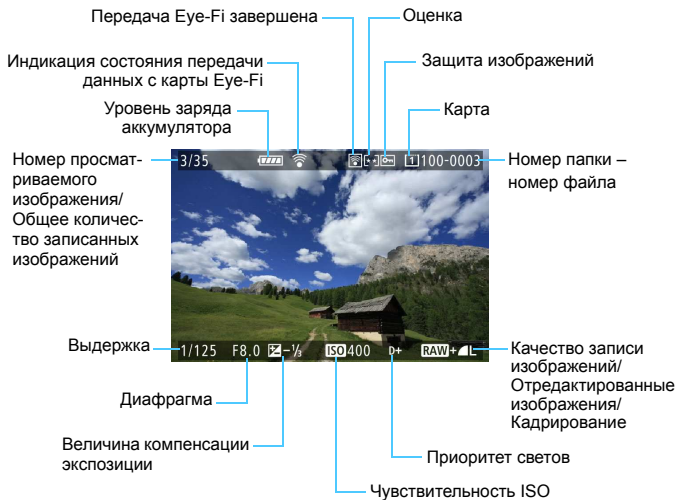 Передача Eye-Fi завершена
Оценка
Индикация состояния передачи
данных с карты Eye-Fi
Защита изображений
Уровень заряда
аккумулятора
Карта
Номер просмат-
риваемого
изображения/
Общее количес-
тво записанных
изображений
3/35
1
100-0003
Номер папки –
номер файла
Выдержка
1/125 F8.0 -⅓ ISO 400 D+ RAW+L
Качество записи
изображений/
Отредактированные
изображения/
Кадрирование
Диафрагма
Величина компенсации
экспозиции
Приоритет светов
Чувствительность ISO